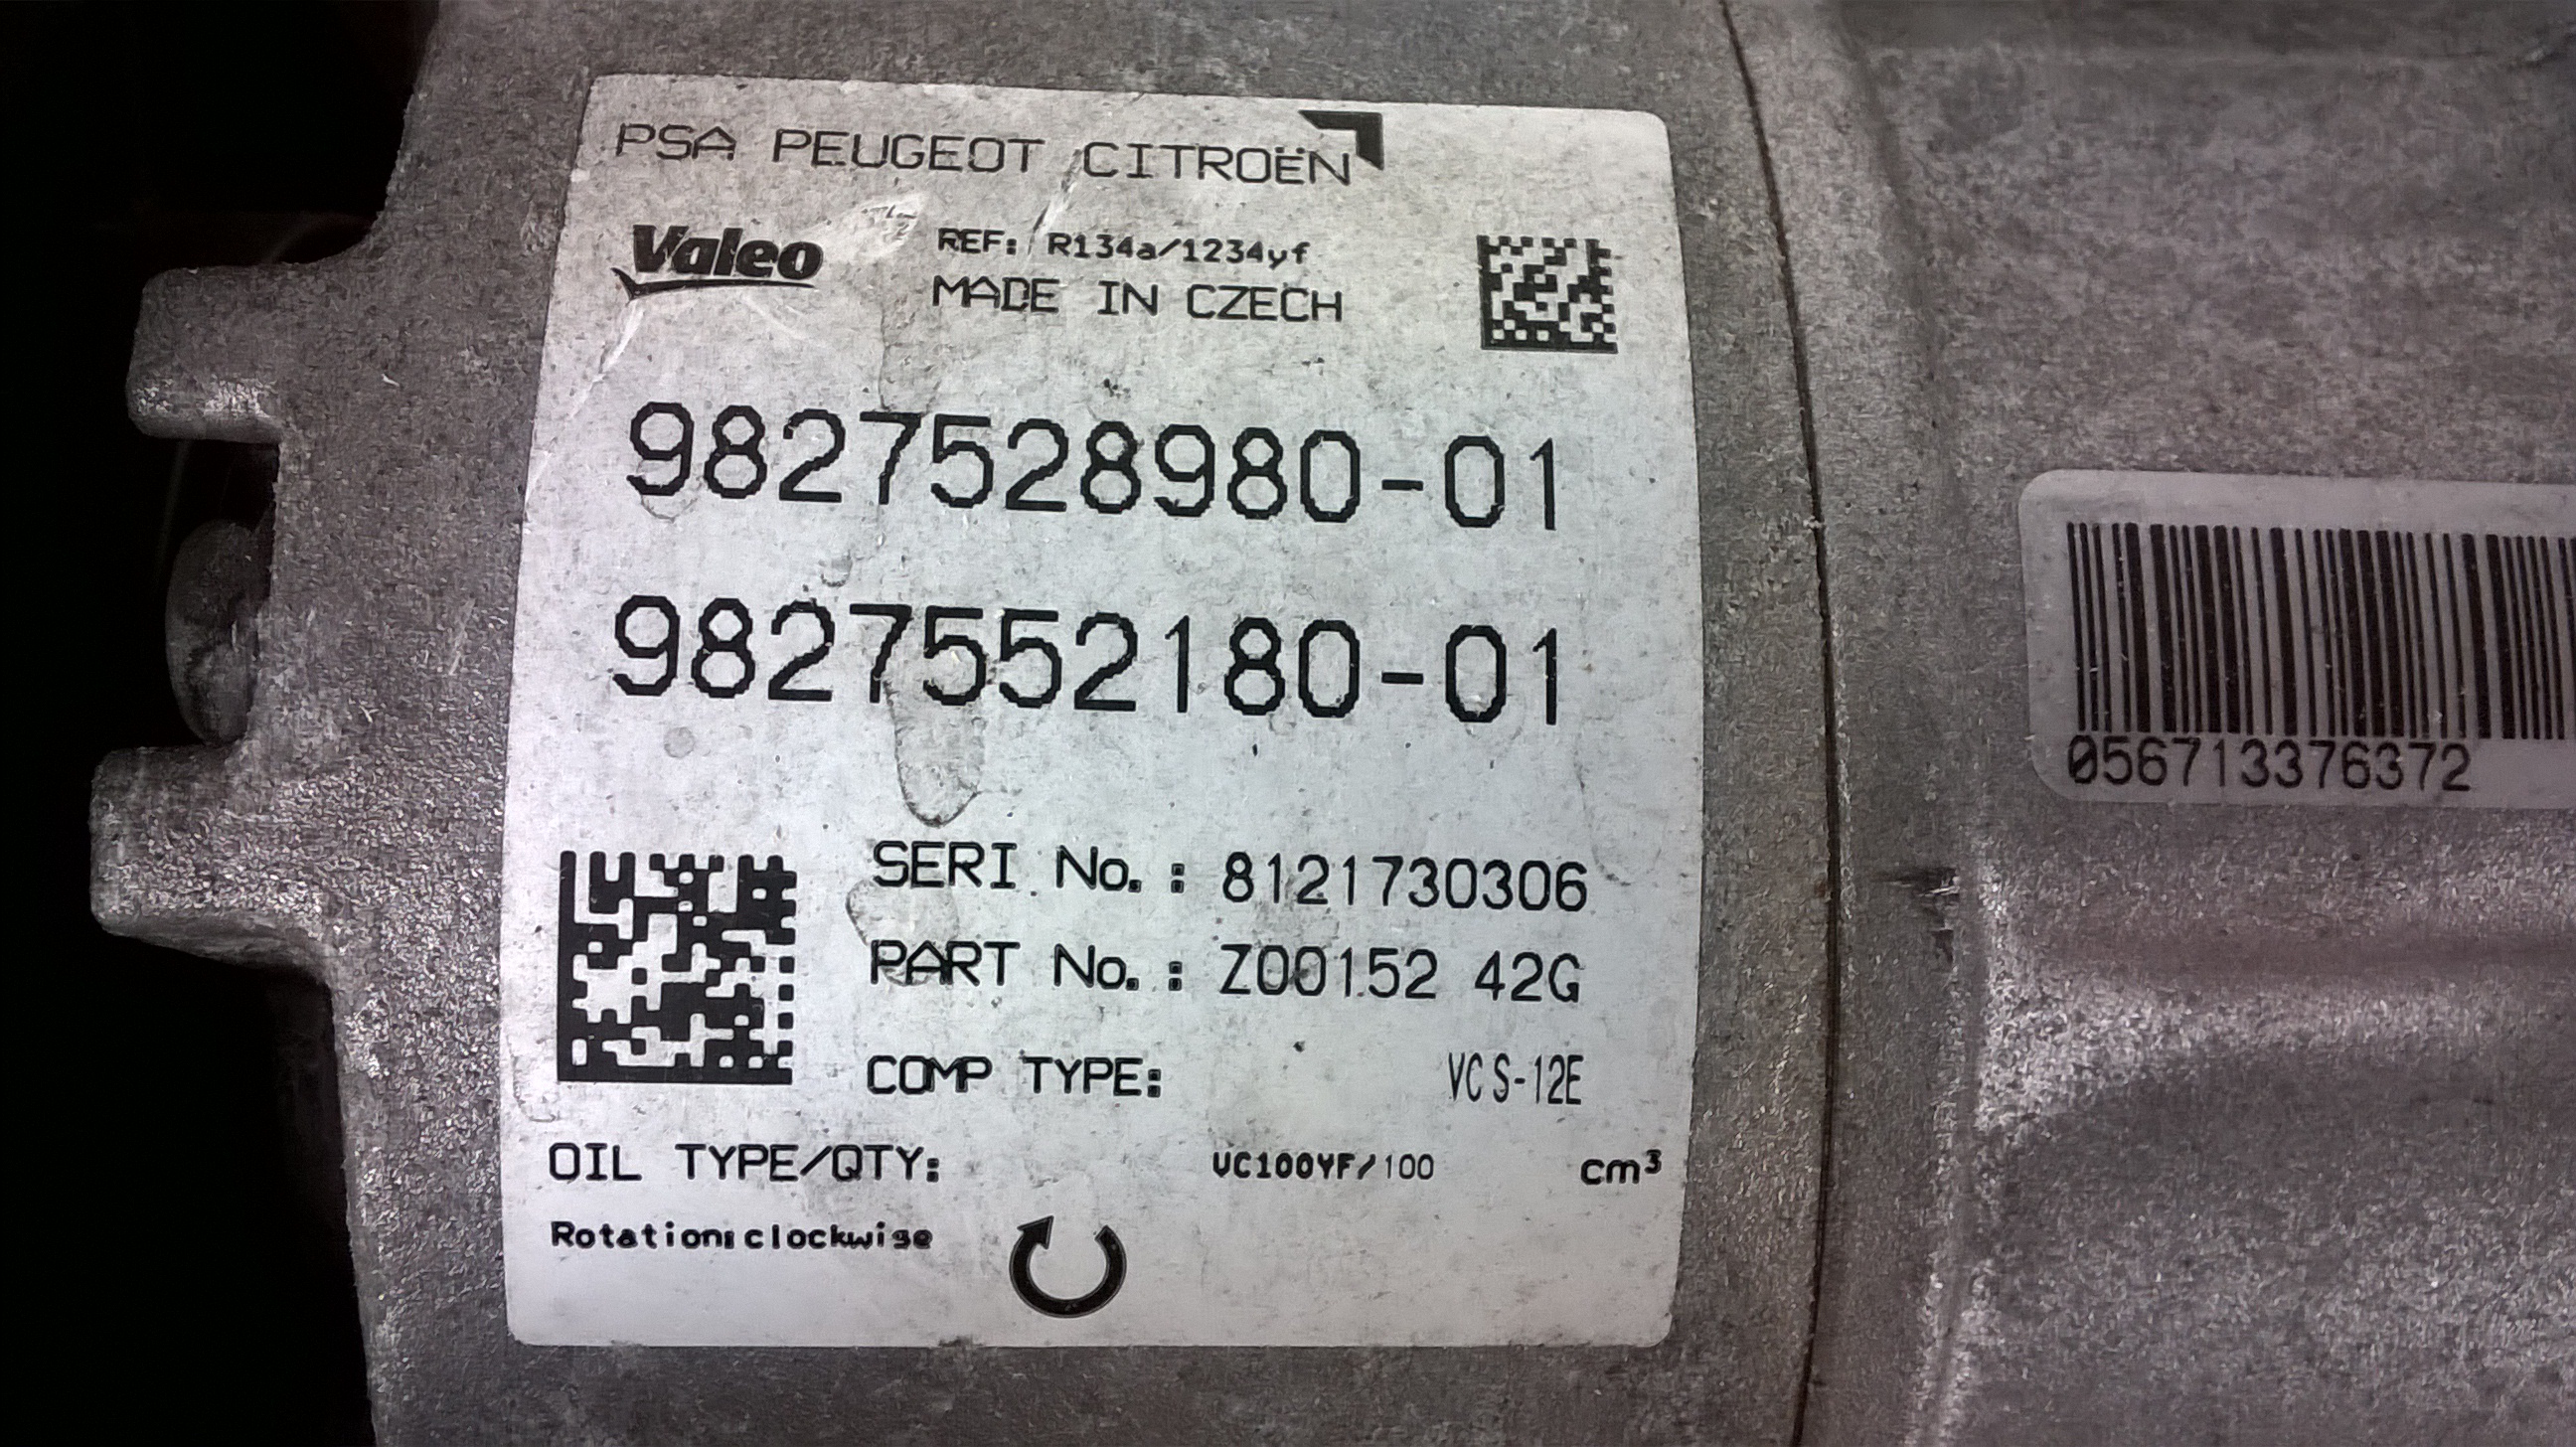 PSA PEUGEOT CITROËN
Valeo
REF: R134a/1234yf
MADE IN CZECH
9827528980-01
9827552180-01
SERI No.: 8121730306
PART No.: Z00152 42G
COMP TYPE: VCS-12E
OIL TYPE/QTY: VC100YF/100 cm³
Rotation:clockwise
056713376372